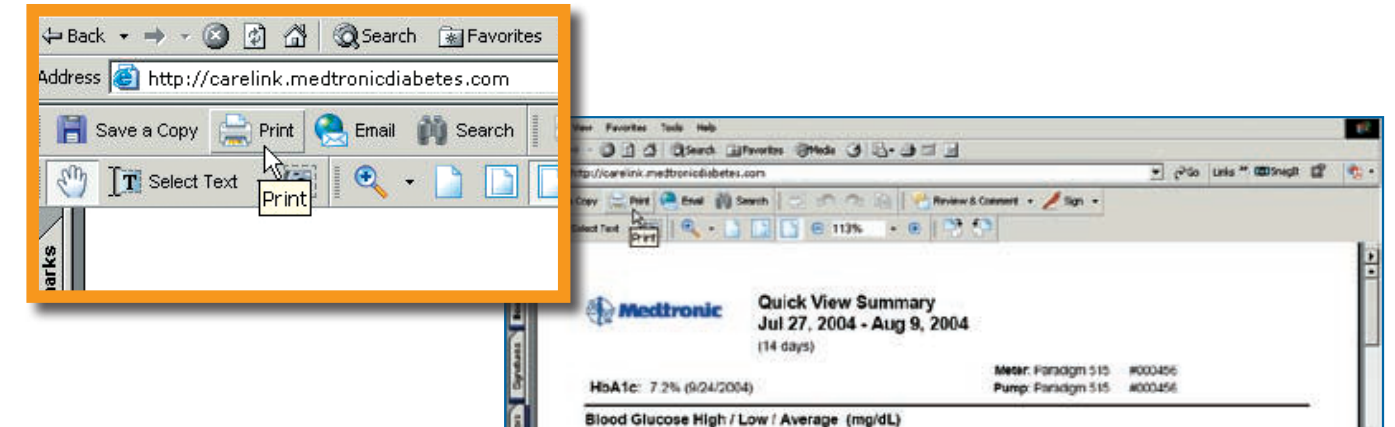 Back
Search
Favorites
Address http://carelink.medtronicdiabetes.com
Save a Copy
Print
Email
Search
T Select Text
Print
arks
View Favorites Tools Help
Search Favorites Media
http://carelink.medtronicdiabetes.com
Go Links SnagIt
Copy Print Email Search
Review & Comment Sign
Select Text
113%
Print
Medtronic
Quick View Summary
Jul 27, 2004 - Aug 9, 2004
(14 days)
Meter: Paradigm 515 #000456
HbA1c: 7.2% (9/24/2004)
Pump: Paradigm 515 #000456
Signatures
Blood Glucose High / Low / Average (mg/dL)